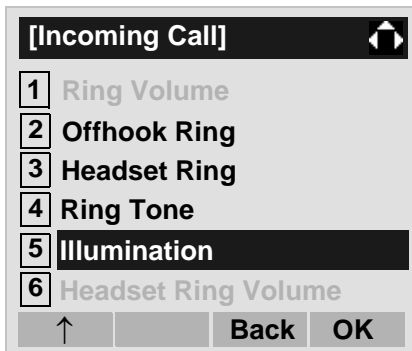 [Incoming Call]
1 Ring Volume
2 Offhook Ring
3 Headset Ring
4 Ring Tone
5 Illumination
6 Headset Ring Volume
↑ Back OK